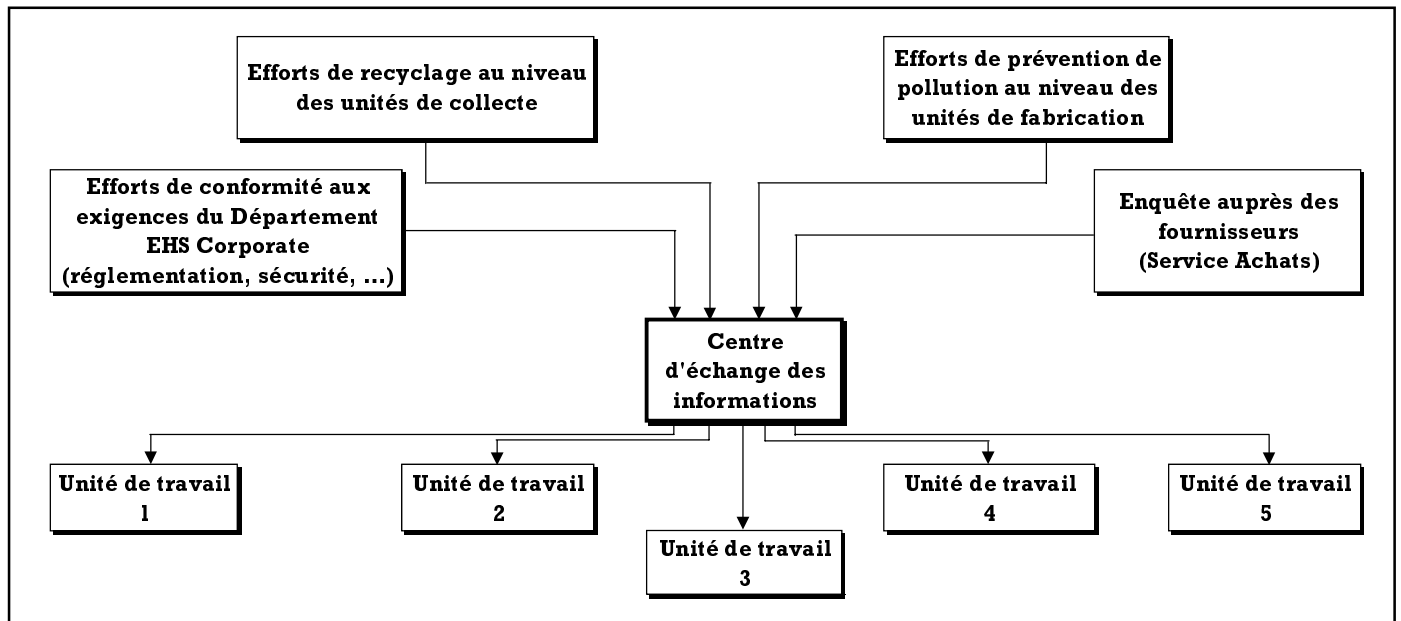 Efforts de recyclage au niveau
des unités de collecte
Efforts de prévention de
pollution au niveau des
unités de fabrication
Efforts de conformité aux
exigences du Département
EHS Corporate
(réglementation, sécurité, ...)
Enquête auprès des
fournisseurs
(Service Achats)
Centre
d'échange des
informations
Unité de travail
1
Unité de travail
2
Unité de travail
3
Unité de travail
4
Unité de travail
5